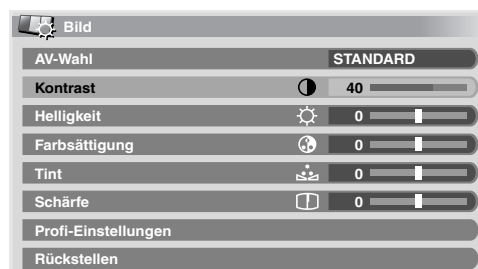 Bild
AV-Wahl STANDARD
Kontrast 40
Helligkeit 0
Farbsättigung 0
Tint 0
Schärfe 0
Profi-Einstellungen
Rückstellen